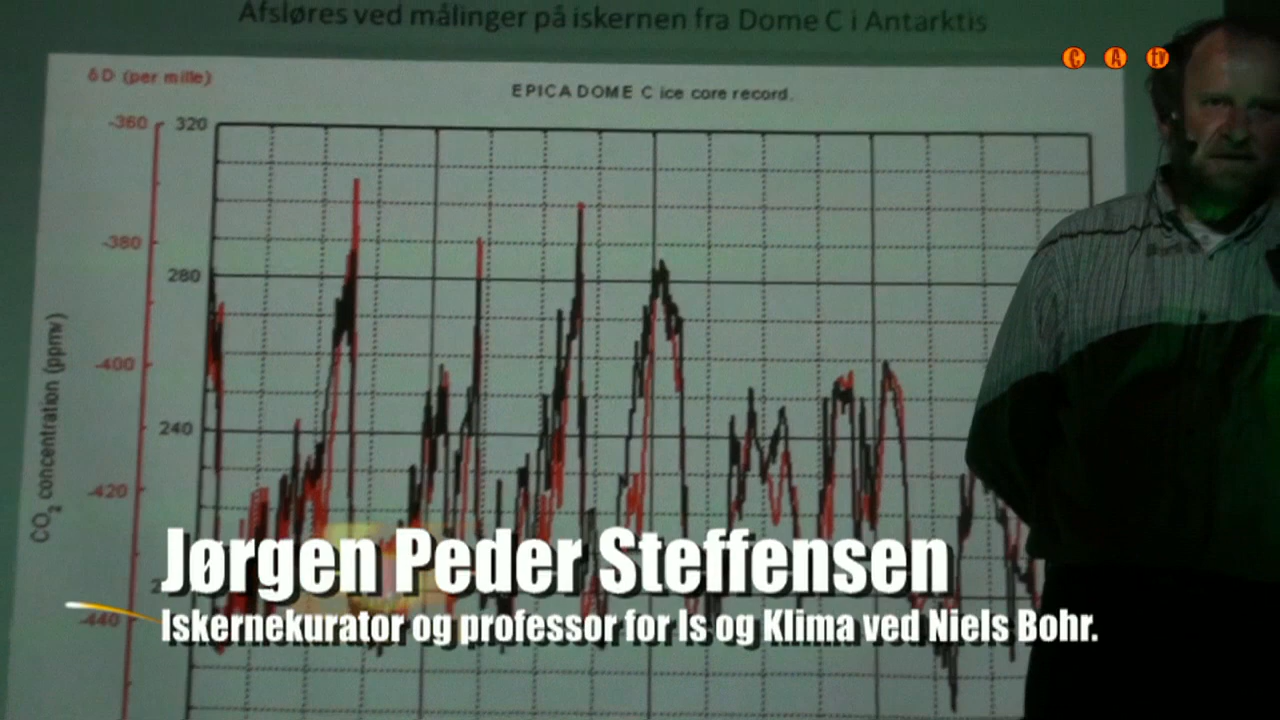 Afsløres ved målinger på iskernen fra Dome C i Antarktis
C A tv
δD (per mille)
EPICA DOME C ice core record.
-360 320
-380
280
-400
240
-420
CO2 concentration (ppmv)
Jørgen Peder Steffensen
-440
Iskernekurator og professor for Is og Klima ved Niels Bohr.